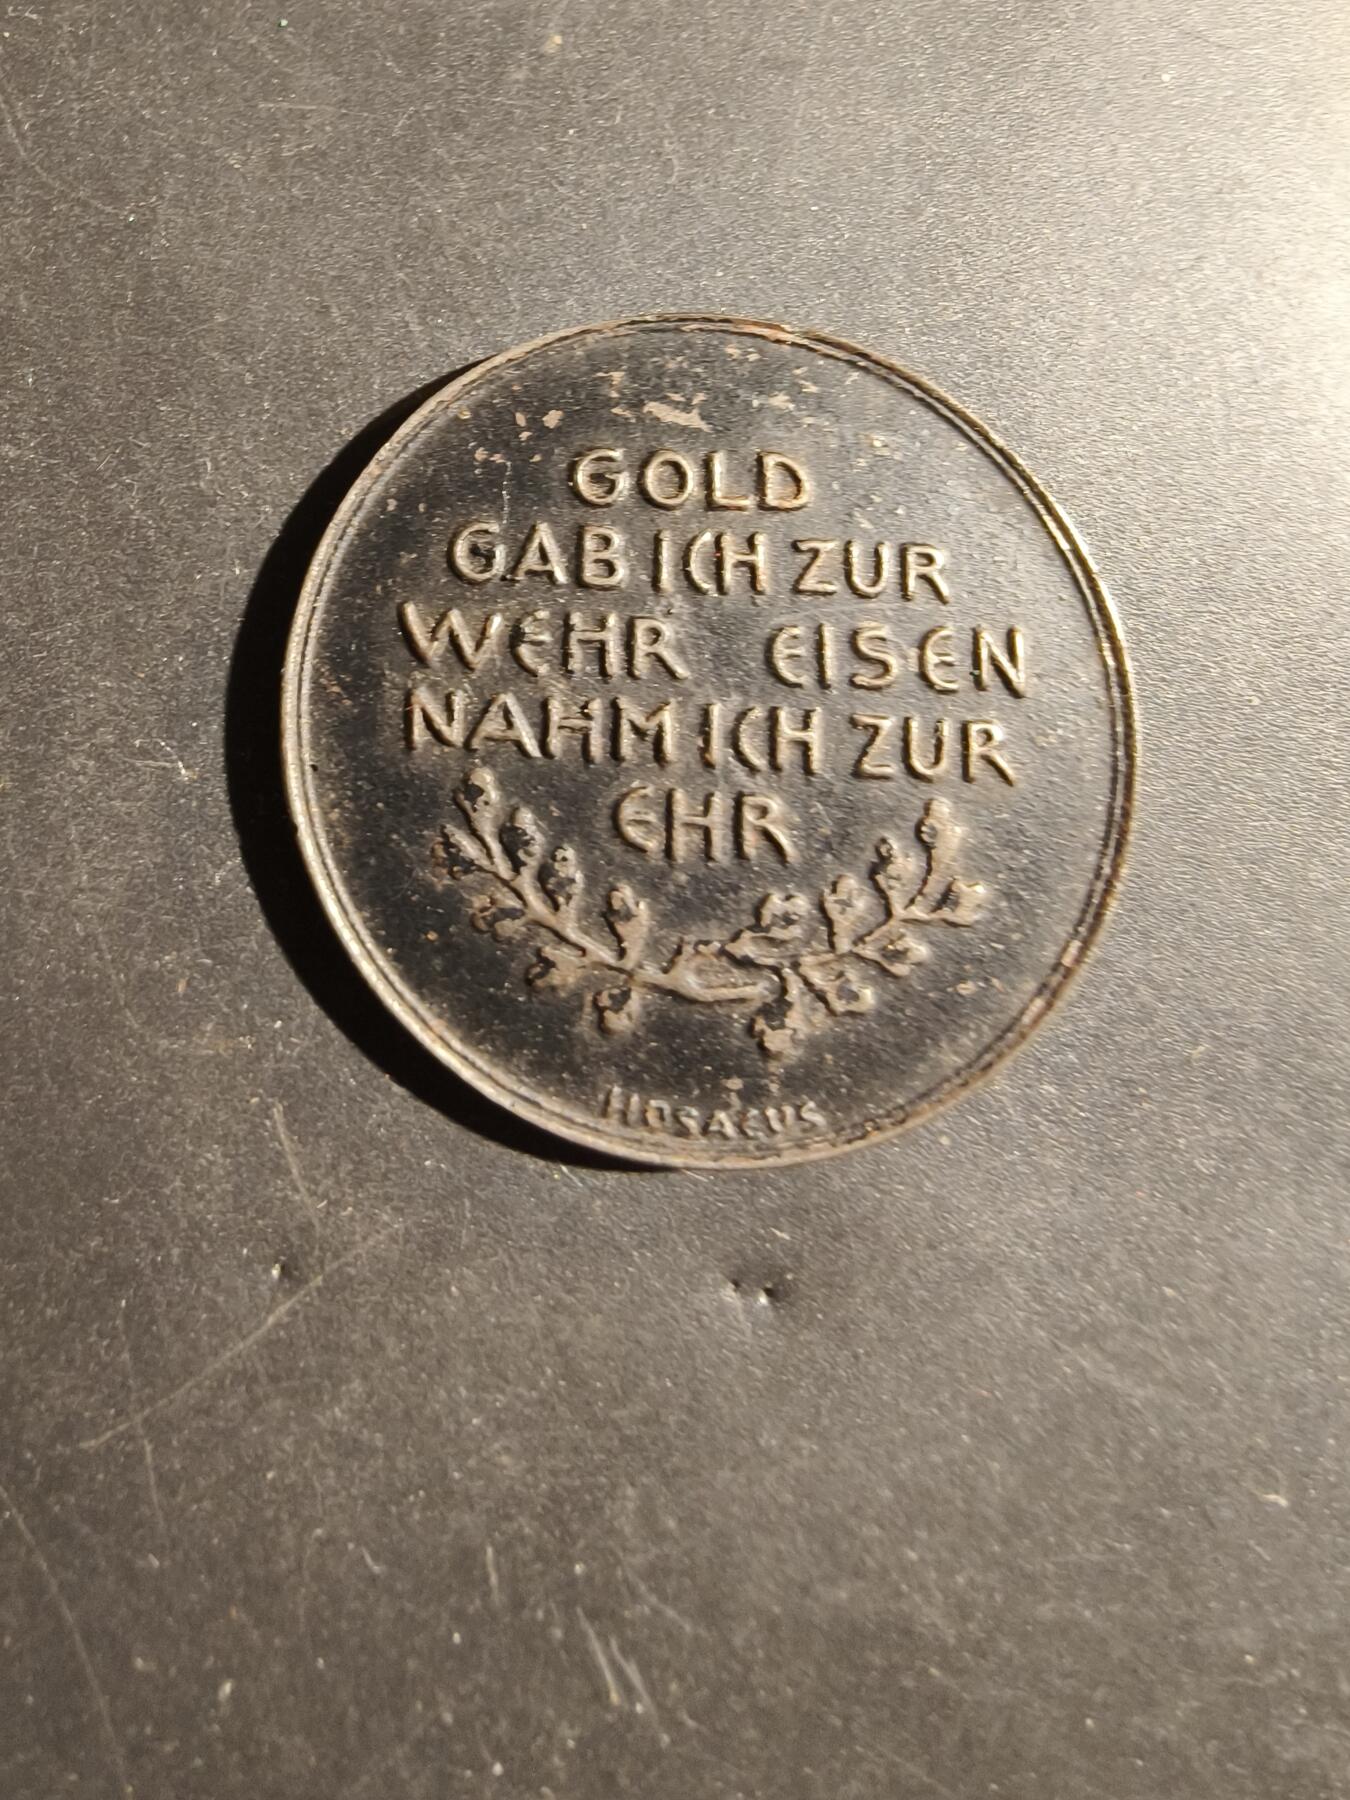 GOLD
GAB ICH ZUR
WEHR EISEN
NAHM ICH ZUR
EHR
HOSAEUS